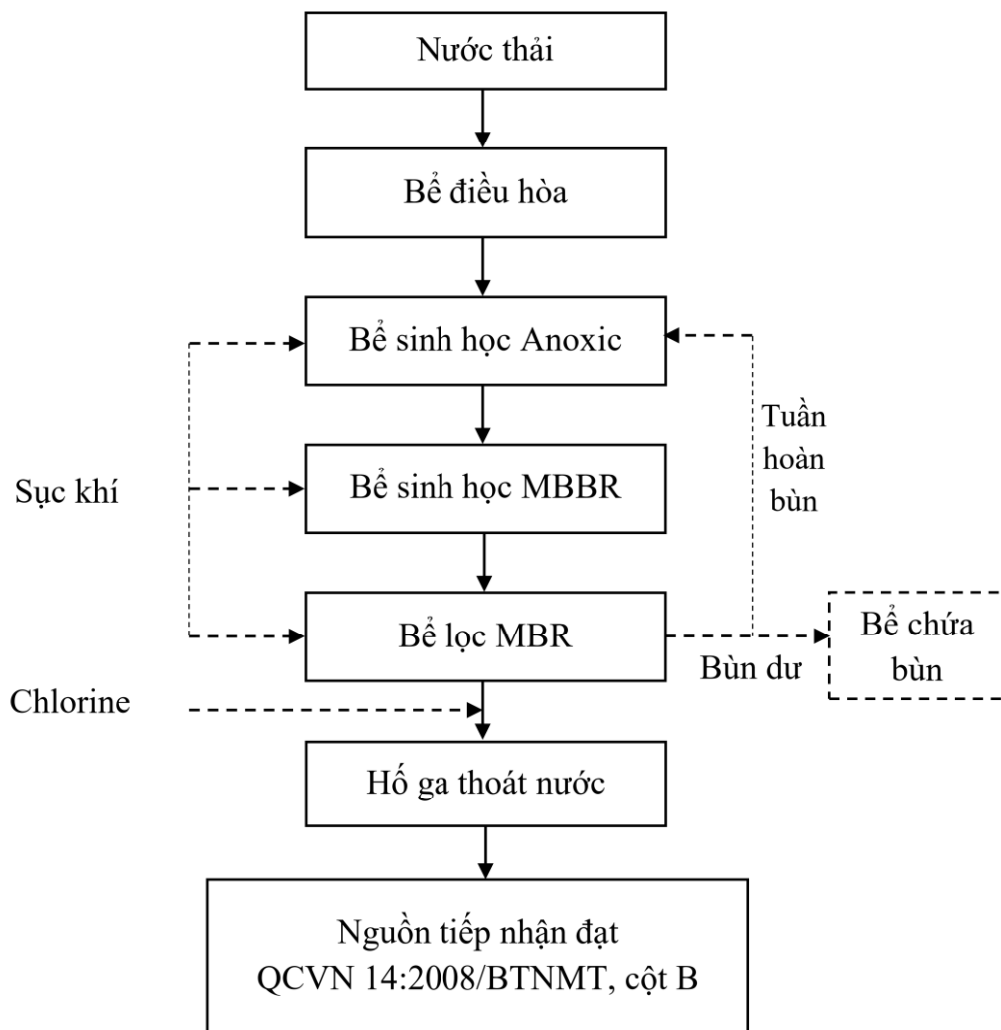 Nước thải
Bể điều hòa
Bể sinh học Anoxic
Tuần
hoàn
bùn
Sục khí
Bể sinh học MBBR
Bể lọc MBR
Bùn dư
Bể chứa
bùn
Chlorine
Hố ga thoát nước
Nguồn tiếp nhận đạt
QCVN 14:2008/BTNMT, cột B